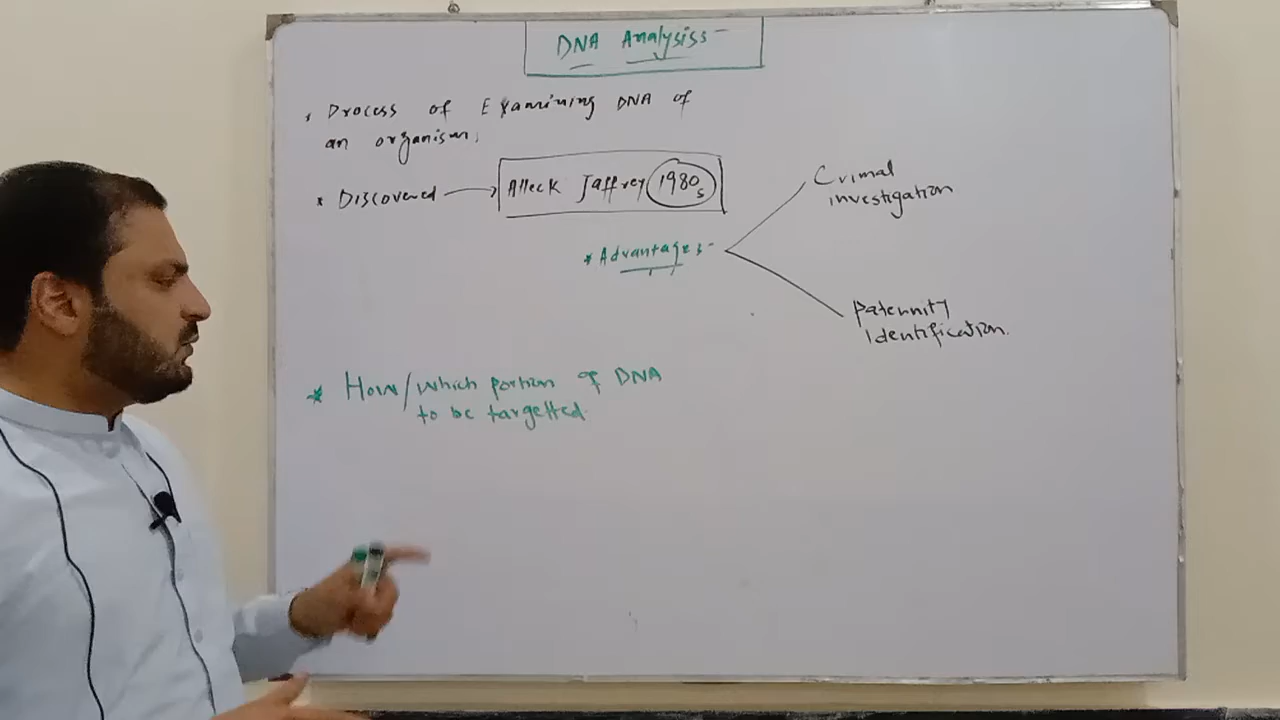 DNA Analysiss
* Process of Examining DNA of
an organism.
* Discovered → Alleck Jaffrey 1980s
* Advantages-
Crimal
investigation
Paternity
Identification.
* How/which portion of DNA
to be targetted.